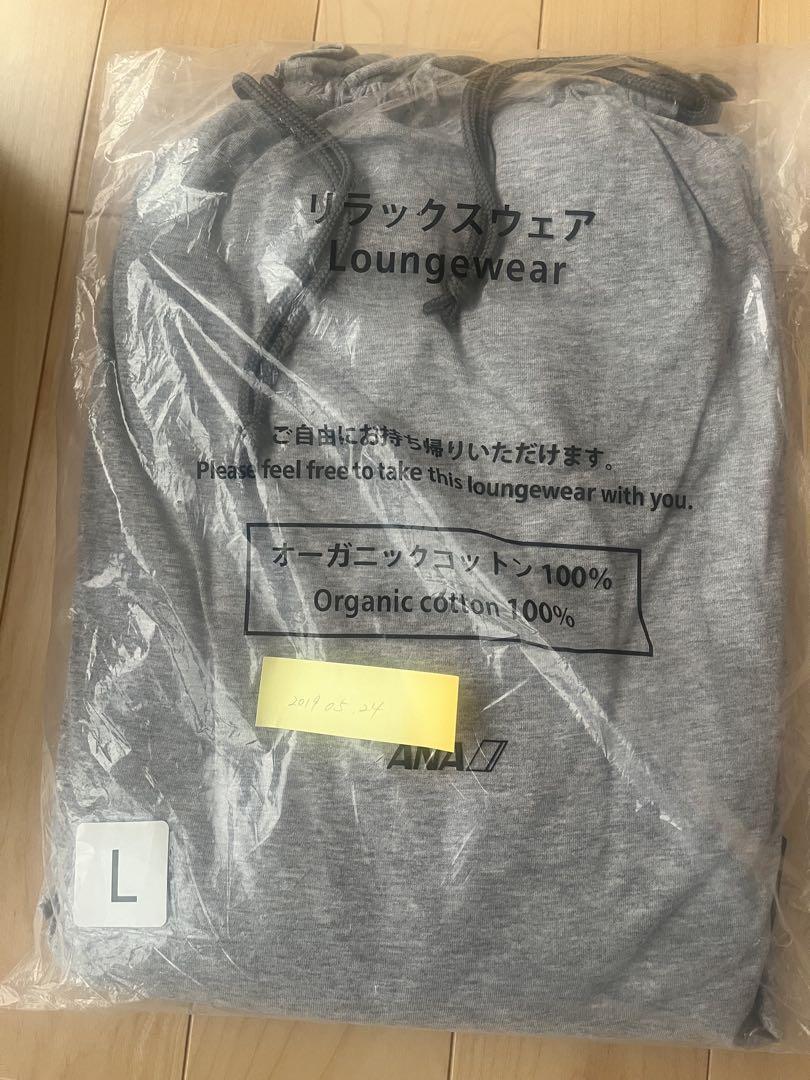 リラックスウェア
Loungewear
ご自由にお持ち帰りいただけます。
Please feel free to take this loungewear with you.
オーガニックコットン 100%
Organic cotton 100%
2019 05.24
ANA
L